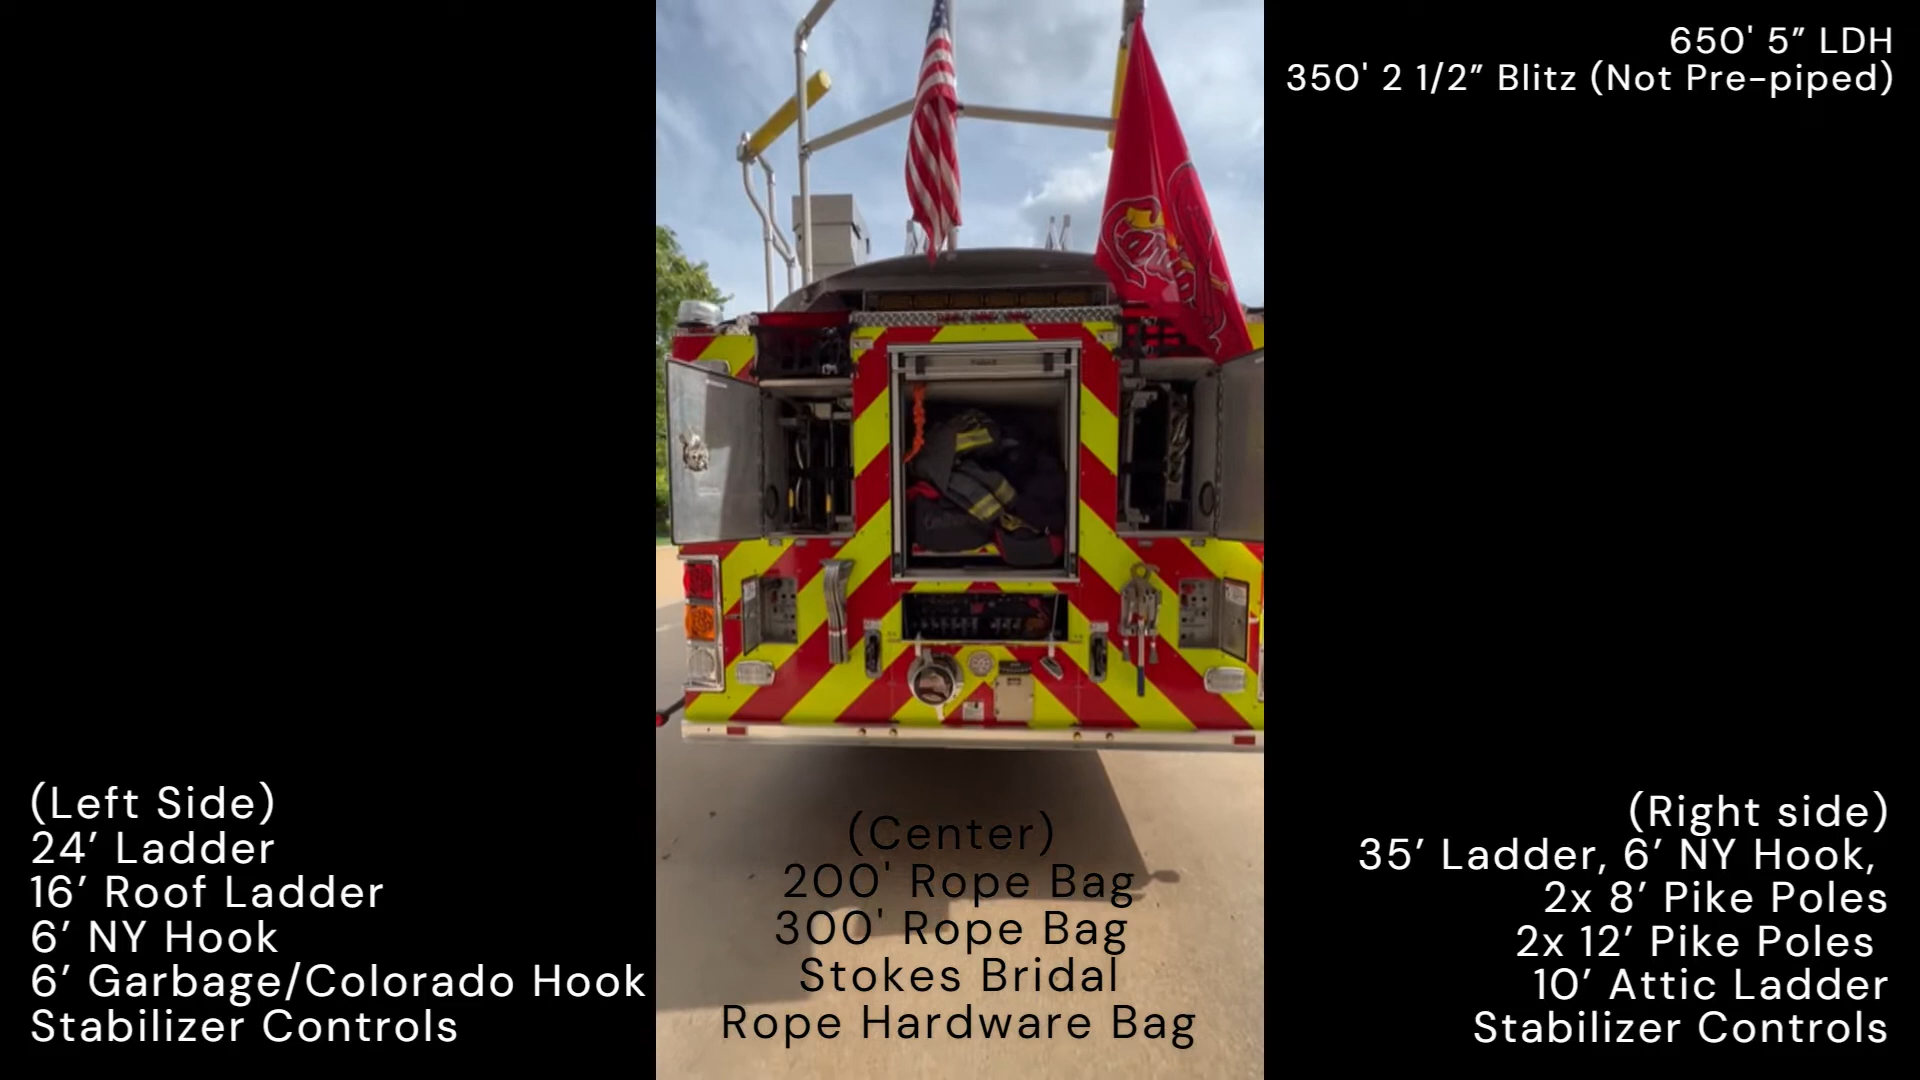 650' 5” LDH
350' 2 1/2” Blitz (Not Pre-piped)
(Left Side)
24’ Ladder
16’ Roof Ladder
6’ NY Hook
6’ Garbage/Colorado Hook
Stabilizer Controls
(Center)
200' Rope Bag
300' Rope Bag
Stokes Bridal
Rope Hardware Bag
(Right side)
35’ Ladder, 6’ NY Hook,
2x 8’ Pike Poles
2x 12’ Pike Poles
10’ Attic Ladder
Stabilizer Controls